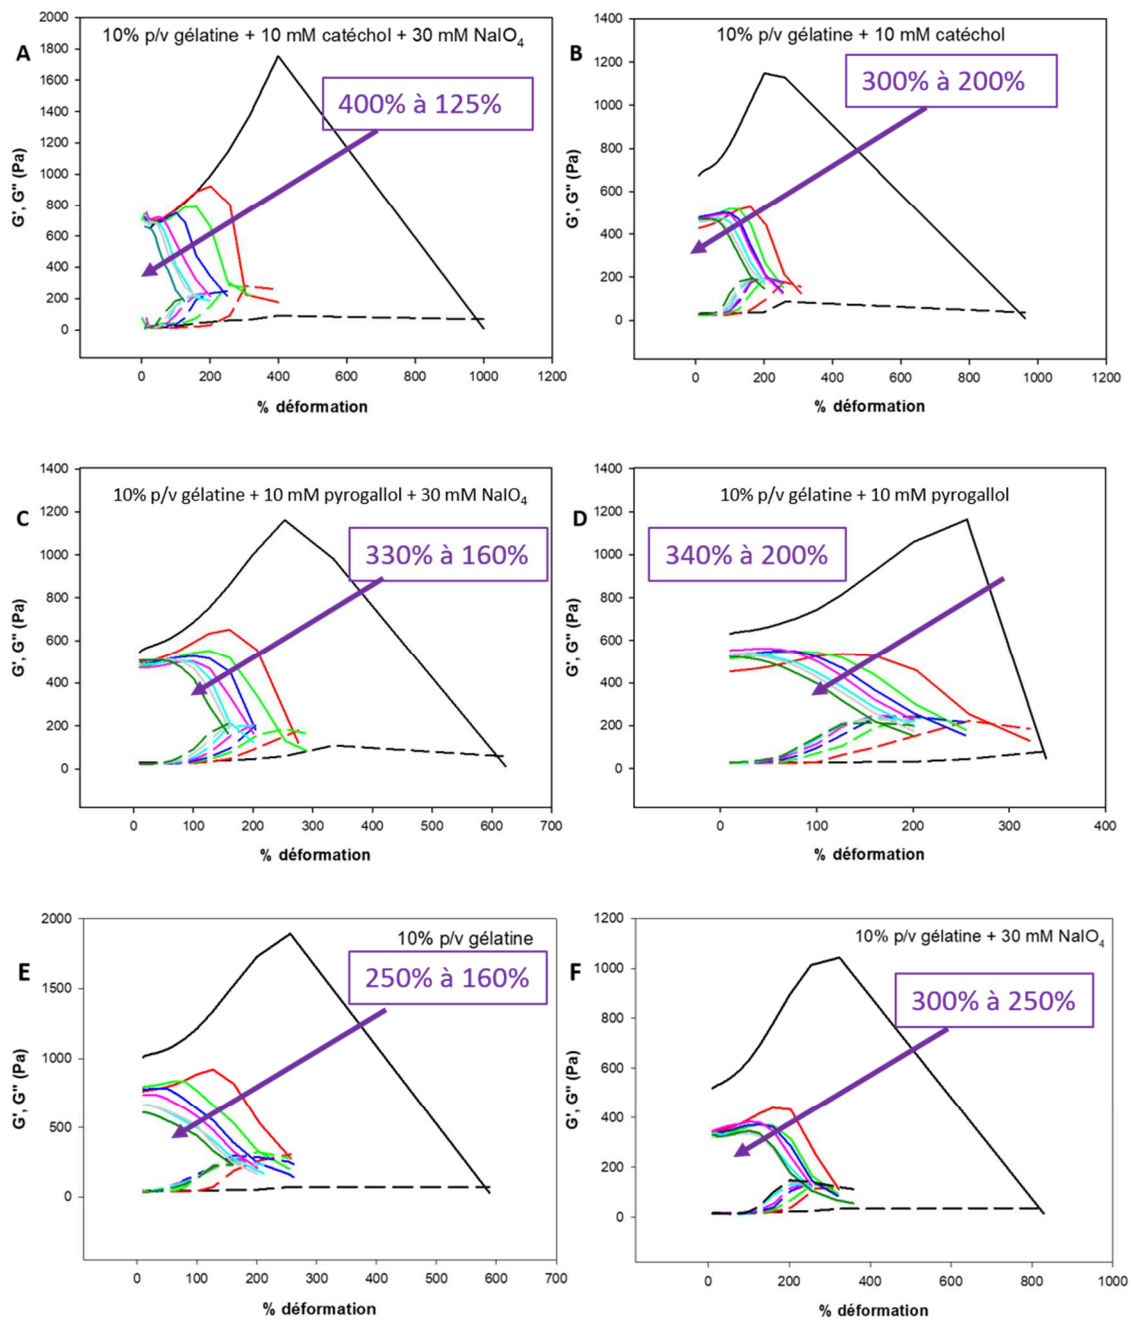 A
10% p/v gélatine + 10 mM catéchol + 30 mM NaIO4
400% à 125%
2000
1800
1600
1400
1200
1000
800
600
400
200
0
G', G" (Pa)
0 200 400 600 800 1000 1200
% déformation
B
10% p/v gélatine + 10 mM catéchol
300% à 200%
1400
1200
1000
800
600
400
200
0
G', G" (Pa)
0 200 400 600 800 1000 1200
% déformation
C
10% p/v gélatine + 10 mM pyrogallol + 30 mM NaIO4
330% à 160%
1400
1200
1000
800
600
400
200
0
G', G" (Pa)
0 100 200 300 400 500 600 700
% déformation
D
10% p/v gélatine + 10 mM pyrogallol
340% à 200%
1400
1200
1000
800
600
400
200
0
G', G" (Pa)
0 100 200 300 400
% déformation
E
10% p/v gélatine
250% à 160%
2000
1500
1000
500
0
G', G" (Pa)
0 100 200 300 400 500 600 700
% déformation
F
10% p/v gélatine + 30 mM NaIO4
300% à 250%
1200
1000
800
600
400
200
0
G', G" (Pa)
0 200 400 600 800 1000
% déformation